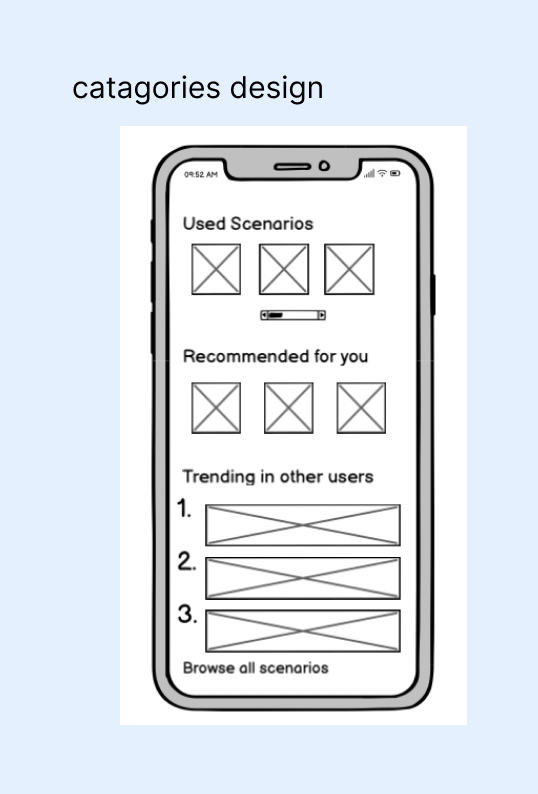 catagories design
09:52 AM
Used Scenarios
Recommended for you
Trending in other users
1.
2.
3.
Browse all scenarios